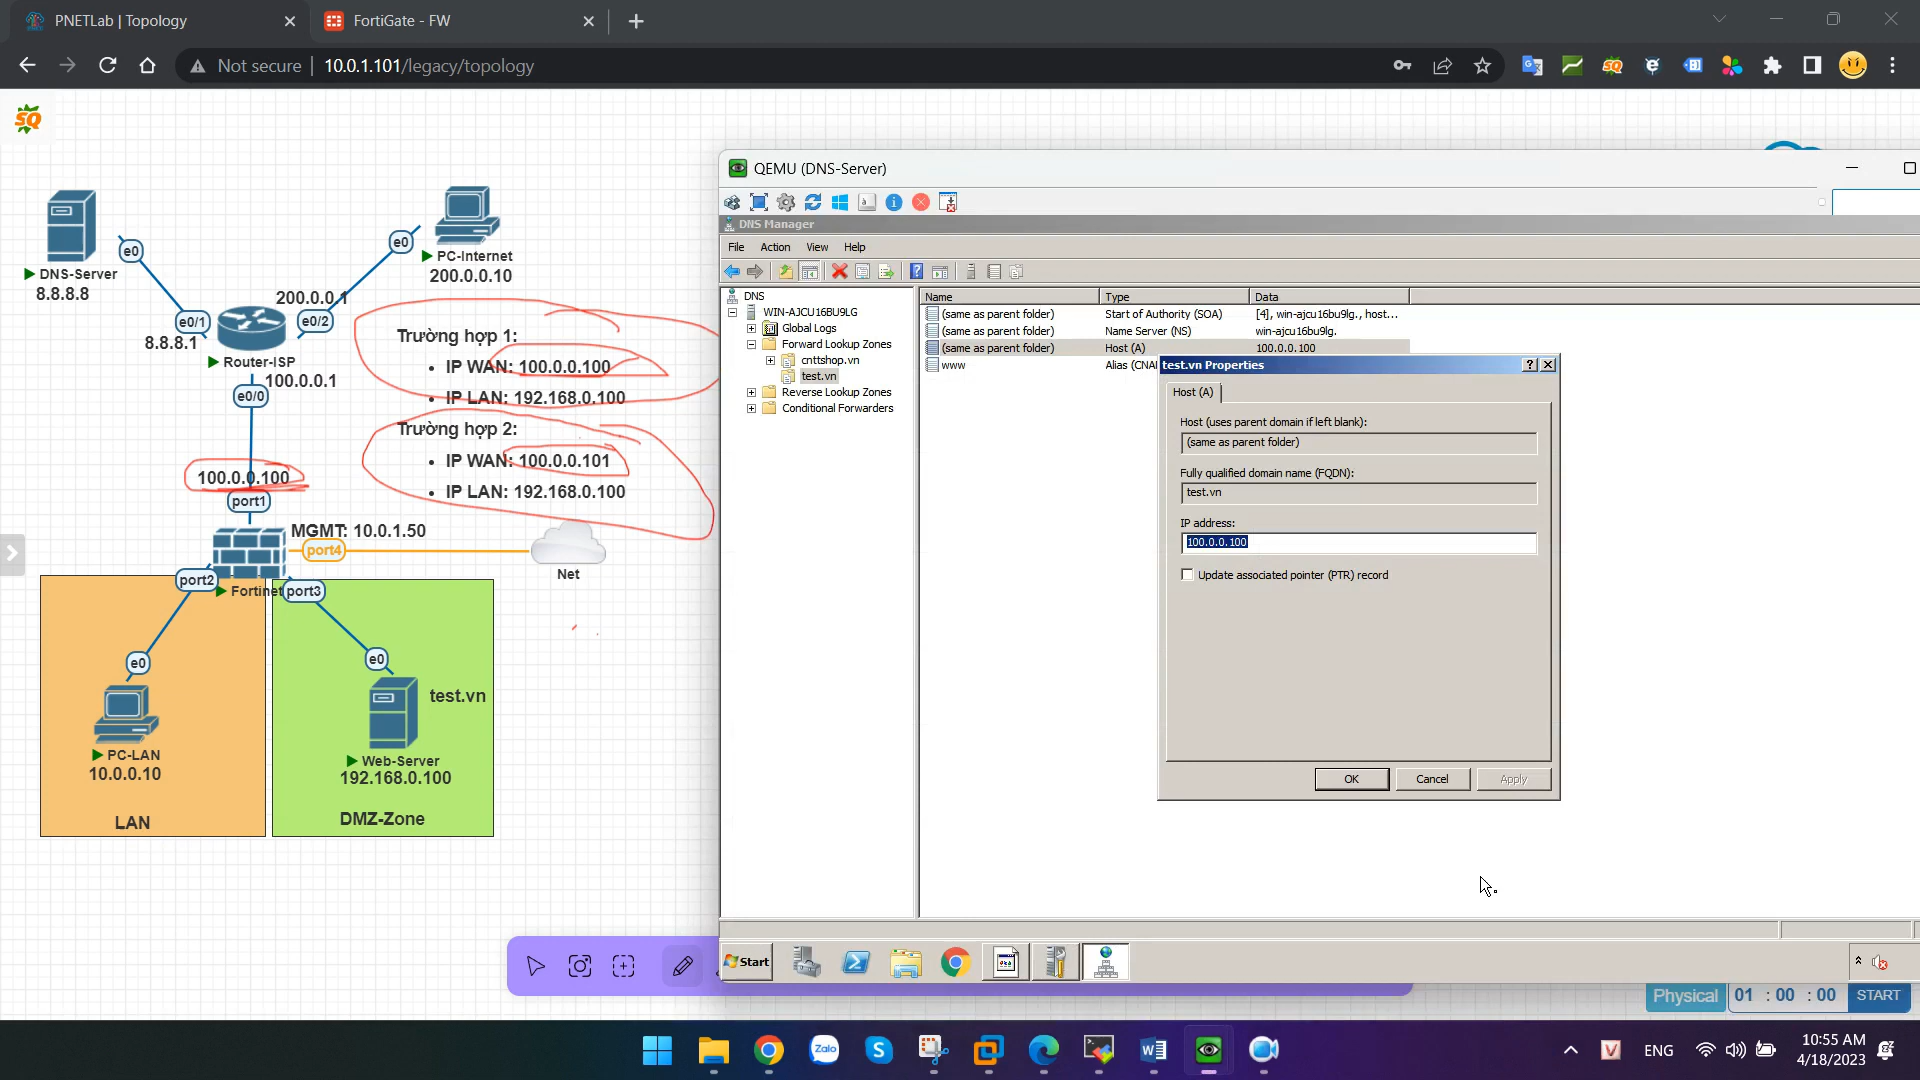 PNETLab | Topology
FortiGate - FW
Not secure
10.0.1.101/legacy/topology
SQ
DNS-Server
8.8.8.8
e0
e0
PC-Internet
200.0.0.10
200.0.0.1
e0/1
e0/2
8.8.8.1
Router-ISP
100.0.0.1
e0/0
Trường hợp 1:
• IP WAN: 100.0.0.100
• IP LAN: 192.168.0.100
Trường hợp 2:
• IP WAN: 100.0.0.101
• IP LAN: 192.168.0.100
100.0.0.100
port1
MGMT: 10.0.1.50
port4
Net
port2
Fortinet
port3
e0
e0
test.vn
PC-LAN
10.0.0.10
Web-Server
192.168.0.100
LAN
DMZ-Zone
QEMU (DNS-Server)
DNS Manager
File Action View Help
DNS
WIN-AJCU16BU9LG
Global Logs
Forward Lookup Zones
cnttshop.vn
test.vn
Reverse Lookup Zones
Conditional Forwarders
Name Type Data
(same as parent folder) Start of Authority (SOA) [4], win-ajcu16bu9lg., host...
(same as parent folder) Name Server (NS) win-ajcu16bu9lg.
(same as parent folder) Host (A) 100.0.0.100
www Alias (CNA
test.vn Properties
Host (A)
Host (uses parent domain if left blank):
(same as parent folder)
Fully qualified domain name (FQDN):
test.vn
IP address:
100.0.0.100
Update associated pointer (PTR) record
OK Cancel Apply
Start
Physical 01 : 00 : 00 START
Zalo
ENG
10:55 AM
4/18/2023